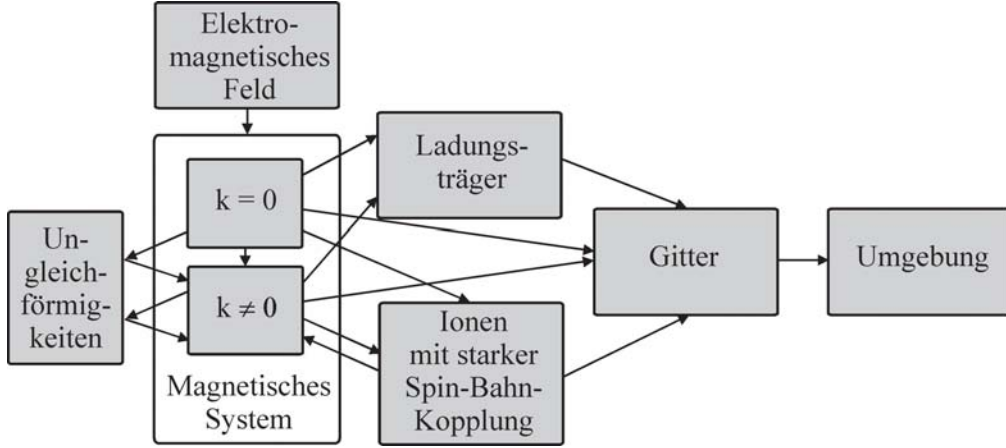 Elektro-
magnetisches
Feld
Ladungs-
träger
k = 0
Un-
gleich-
förmig-
keiten
k ≠ 0
Gitter
Umgebung
Ionen
mit starker
Spin-Bahn-
Kopplung
Magnetisches
System